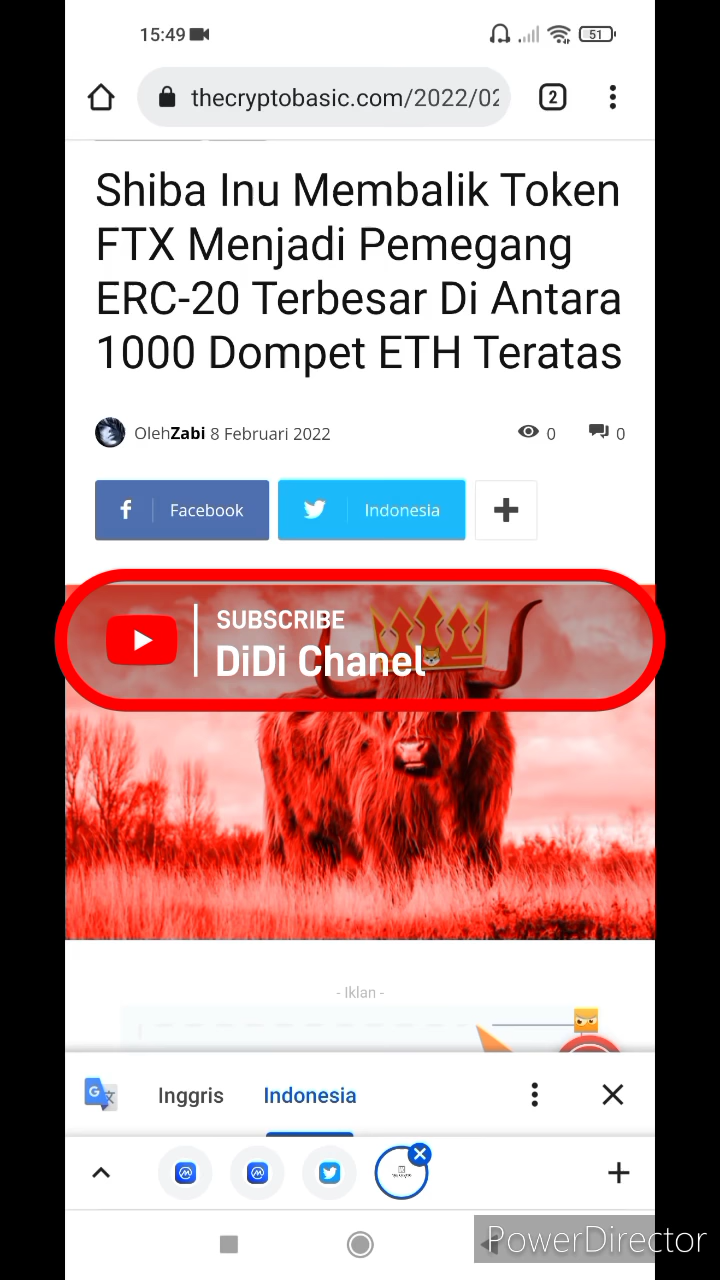 15:49
51
thecryptobasic.com/2022/02
2
Shiba Inu Membalik Token
FTX Menjadi Pemegang
ERC-20 Terbesar Di Antara
1000 Dompet ETH Teratas
OlehZabi 8 Februari 2022
0
0
f
Facebook
Indonesia
SUBSCRIBE
DiDi Chanel
- Iklan -
G
Inggris
Indonesia
PowerDirector